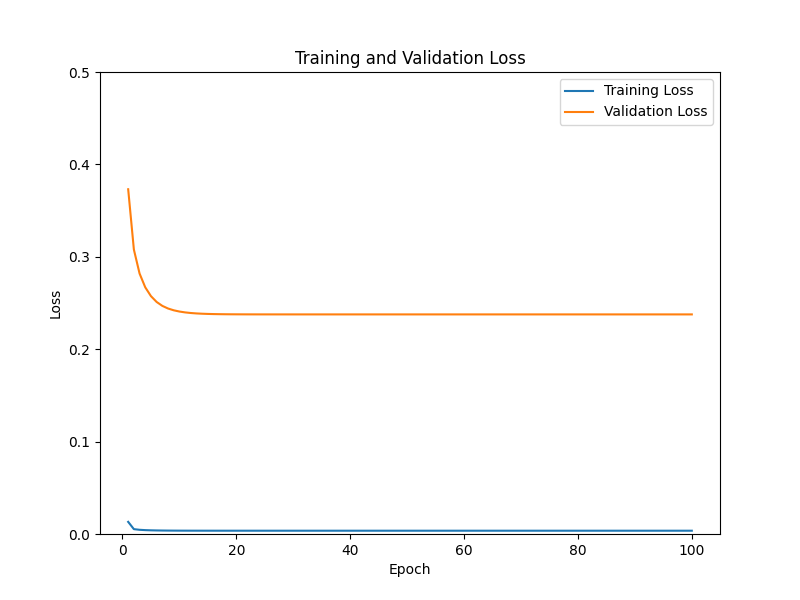 Training and Validation Loss
Training Loss
Validation Loss
0.5
0.4
0.3
0.2
0.1
0.0
Loss
0 20 40 60 80 100
Epoch